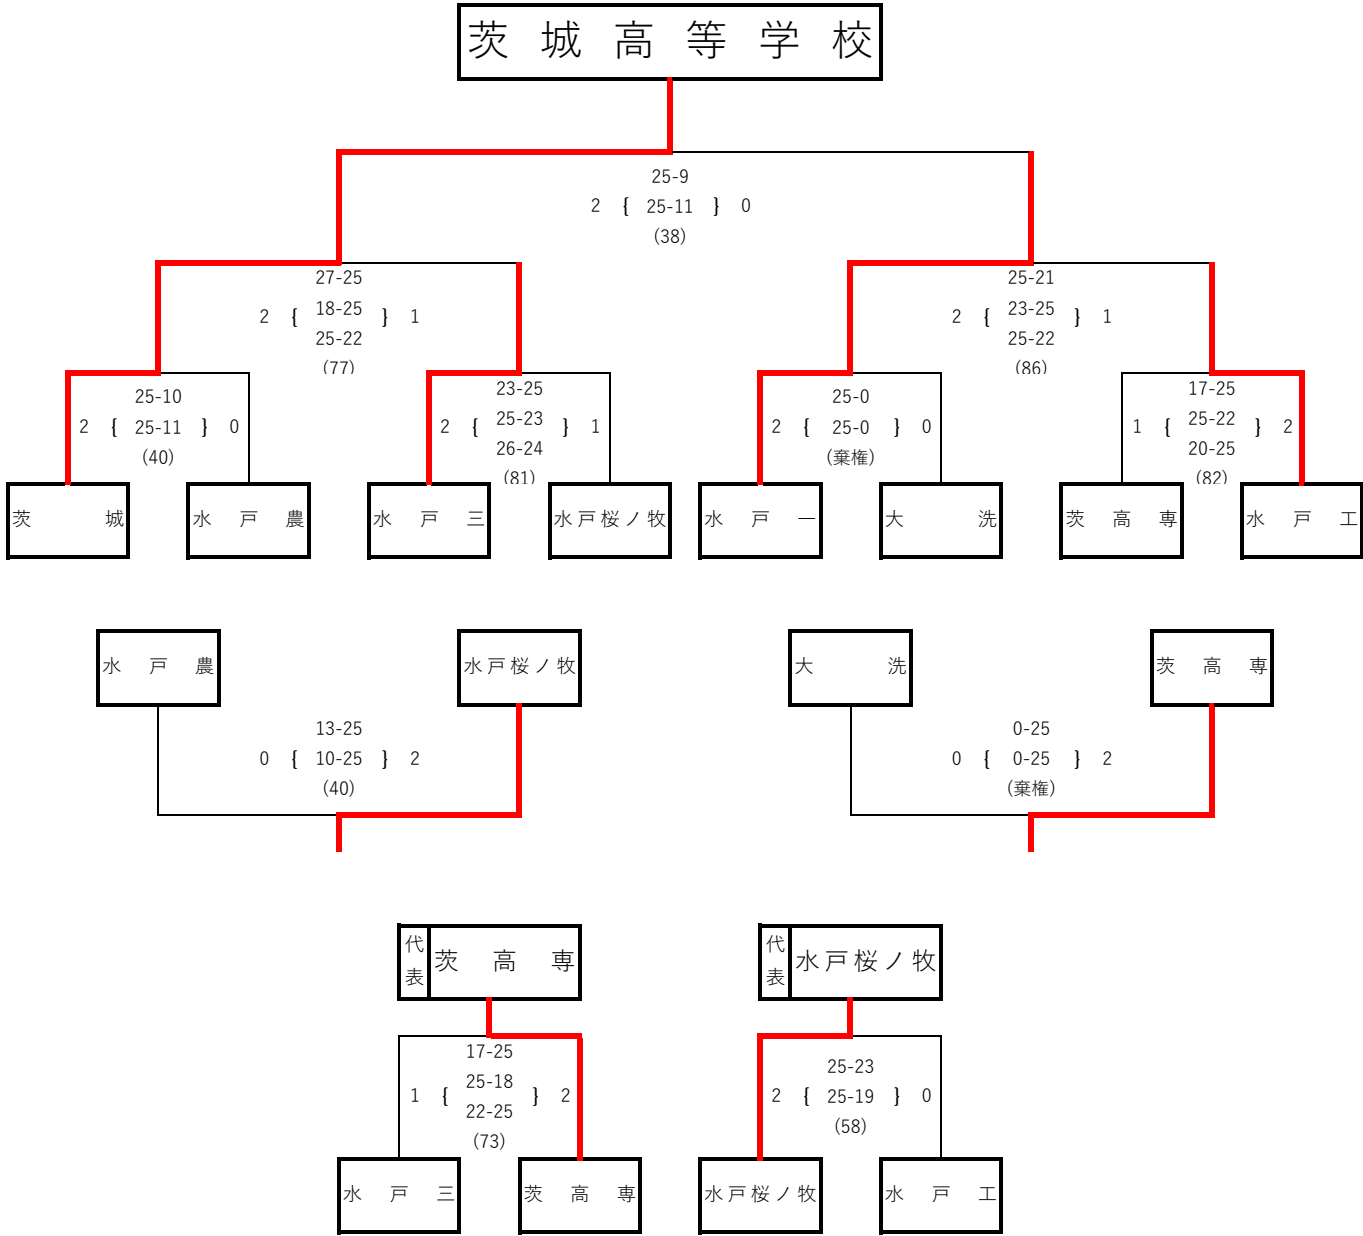 茨城高等学校
25-9
2 { 25-11 } 0
(38)
27-25
18-25
2 { } 1
25-22
(77)
25-21
23-25
2 { } 1
25-22
(86)
25-10
2 { 25-11 } 0
(40)
23-25
25-23
2 { } 1
26-24
(81)
25-0
2 { 25-0 } 0
(棄権)
17-25
25-22
1 { } 2
20-25
(82)
茨城
水戸農
水戸三
水戸桜ノ牧
水戸一
大洗
茨高専
水戸工
水戸農
水戸桜ノ牧
大洗
茨高専
13-25
0 { 10-25 } 2
(40)
0-25
0 { 0-25 } 2
(棄権)
代表
茨高専
代表
水戸桜ノ牧
17-25
25-18
1 { } 2
22-25
(73)
25-23
2 { 25-19 } 0
(58)
水戸三
茨高専
水戸桜ノ牧
水戸工